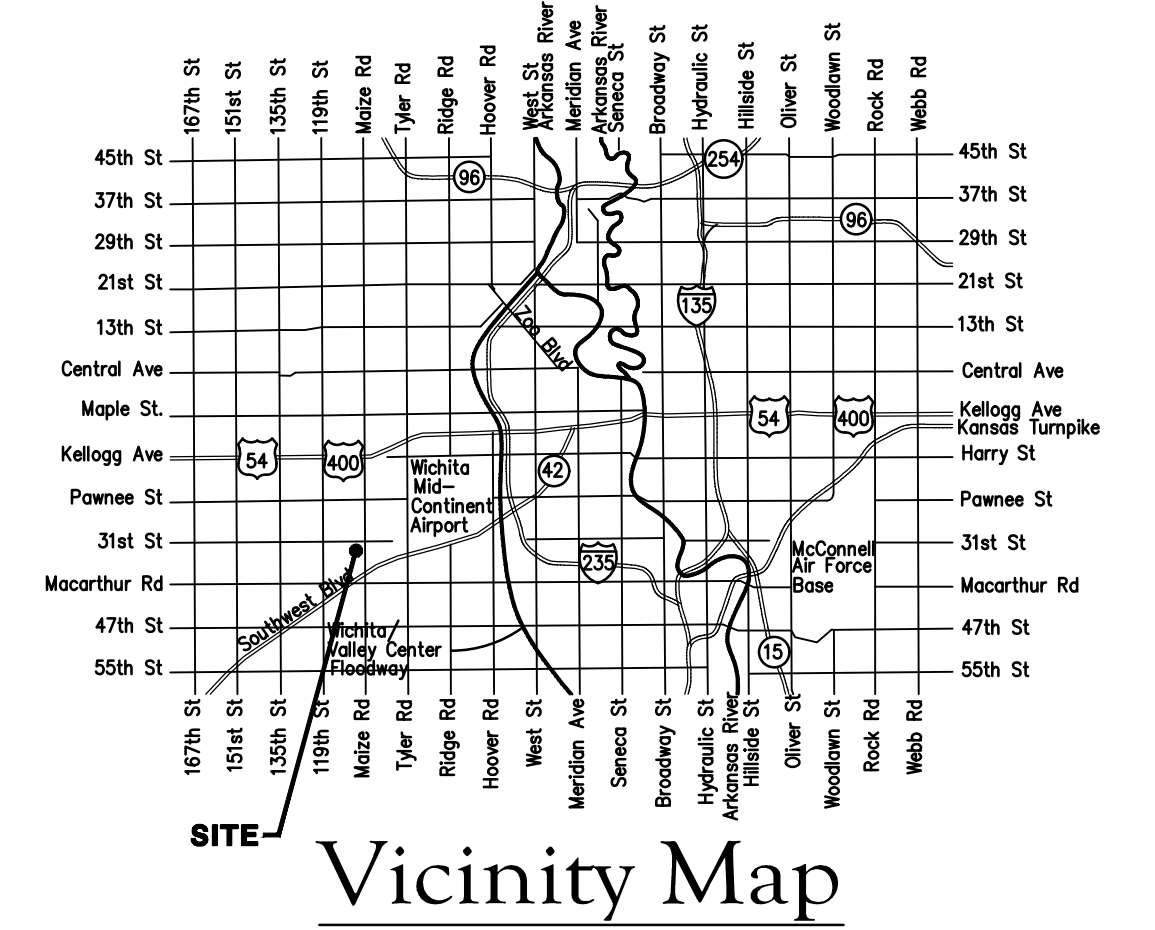 167th St
151st St
135th St
119th St
Maize Rd
Tyler Rd
Ridge Rd
Hoover Rd
West St
Arkansas River
Meridian Ave
Arkansas River
Seneca St
Broadway St
Hydraulic St
Hillside St
Oliver St
Woodlawn St
Rock Rd
Webb Rd
45th St
254
45th St
96
37th St
37th St
96
29th St
29th St
21st St
21st St
135
13th St
13th St
Zoo Blvd
Central Ave
Central Ave
Maple St.
54
400
Kellogg Ave
Kansas Turnpike
Kellogg Ave
54
400
Harry St
Wichita
Mid-
Continent
Airport
42
Pawnee St
Pawnee St
31st St
31st St
235
McConnell
Air Force
Base
Macarthur Rd
Macarthur Rd
Southwest Blvd
47th St
47th St
Wichita/
Valley Center
Floodway
15
55th St
55th St
167th St
151st St
135th St
119th St
Maize Rd
Tyler Rd
Ridge Rd
Hoover Rd
West St
Meridian Ave
Seneca St
Broadway St
Hydraulic St
Arkansas River
Hillside St
Oliver St
Woodlawn St
Rock Rd
Webb Rd
SITE
Vicinity Map